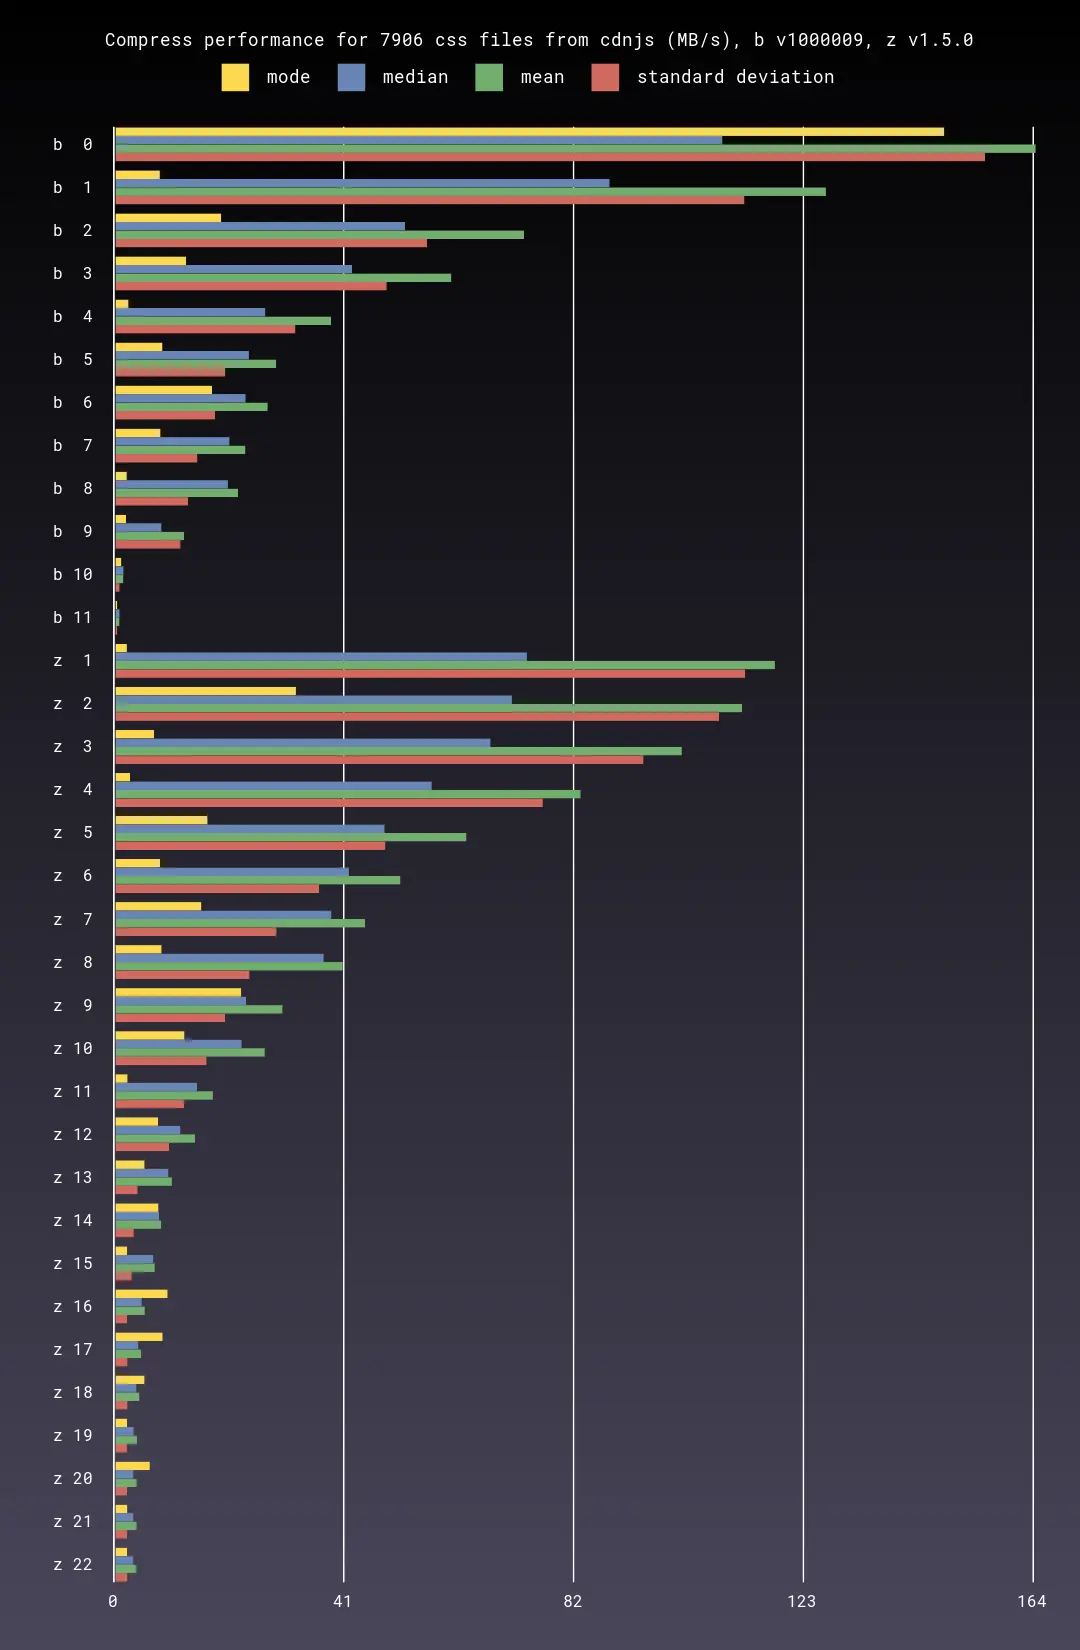 Compress performance for 7906 css files from cdnjs (MB/s), b v1000009, z v1.5.0
mode median mean standard deviation
b 0
b 1
b 2
b 3
b 4
b 5
b 6
b 7
b 8
b 9
b 10
b 11
z 1
z 2
z 3
z 4
z 5
z 6
z 7
z 8
z 9
z 10
z 11
z 12
z 13
z 14
z 15
z 16
z 17
z 18
z 19
z 20
z 21
z 22
0 41 82 123 164